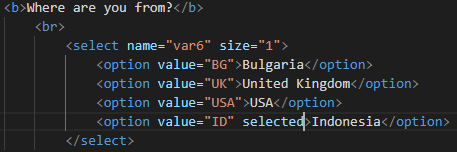 <b>Where are you from?</b>
<br>
<select name="var6" size="1">
<option value="BG">Bulgaria</option>
<option value="UK">United Kingdom</option>
<option value="USA">USA</option>
<option value="ID" selected>Indonesia</option>
</select>